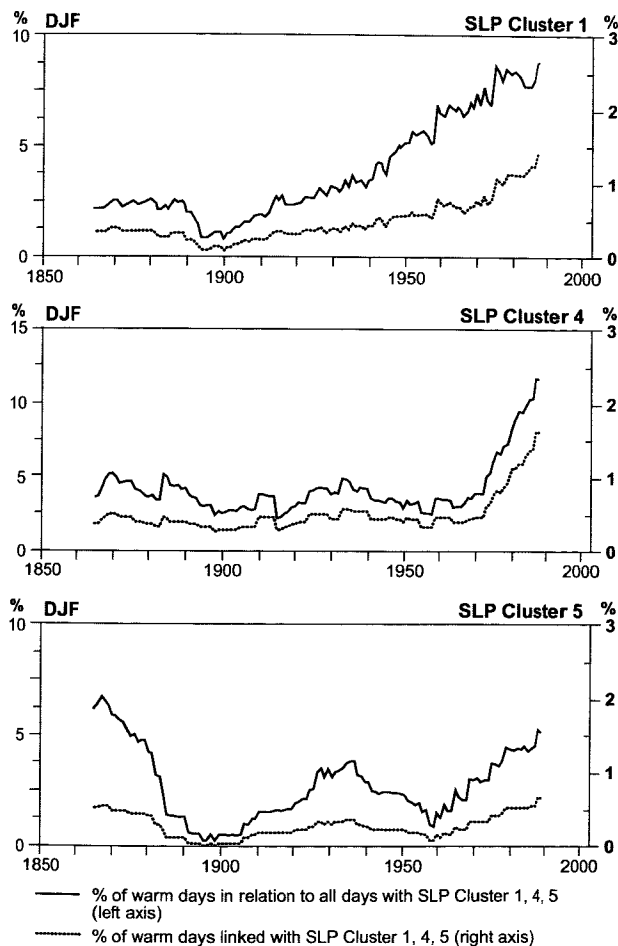 % DJF SLP Cluster 1 %
10 3
2
5
1
0 0
1850 1900 1950 2000
% DJF SLP Cluster 4 %
15 3
10 2
5 1
0 0
1850 1900 1950 2000
% DJF SLP Cluster 5 %
10 3
2
5
1
0 0
1850 1900 1950 2000
% of warm days in relation to all days with SLP Cluster 1, 4, 5
(left axis)
% of warm days linked with SLP Cluster 1, 4, 5 (right axis)